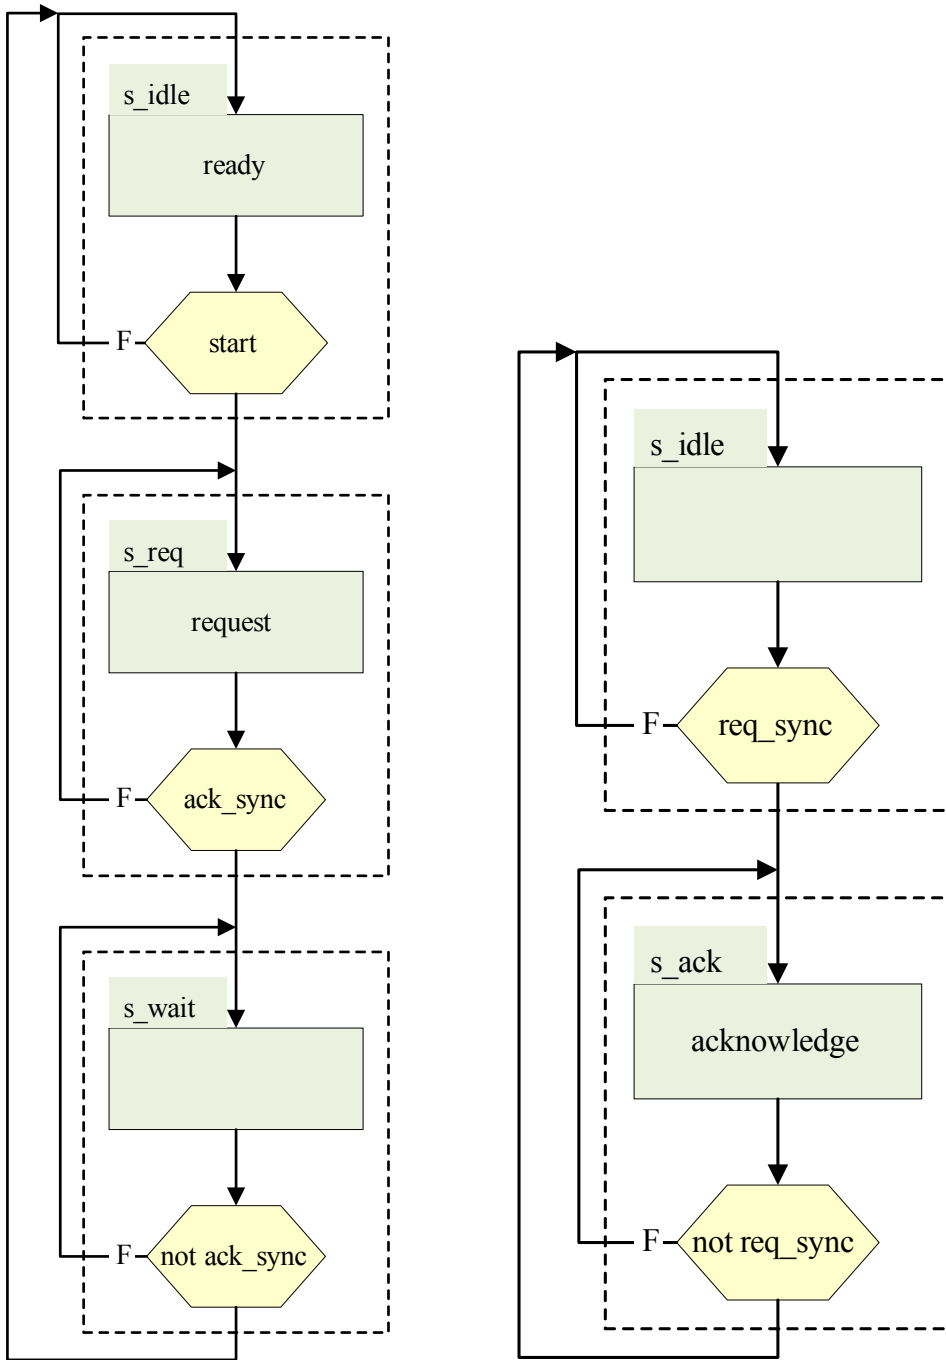 s_idle
ready
F
start
s_req
request
F
ack_sync
s_wait
F
not ack_sync
s_idle
F
req_sync
s_ack
acknowledge
F
not req_sync